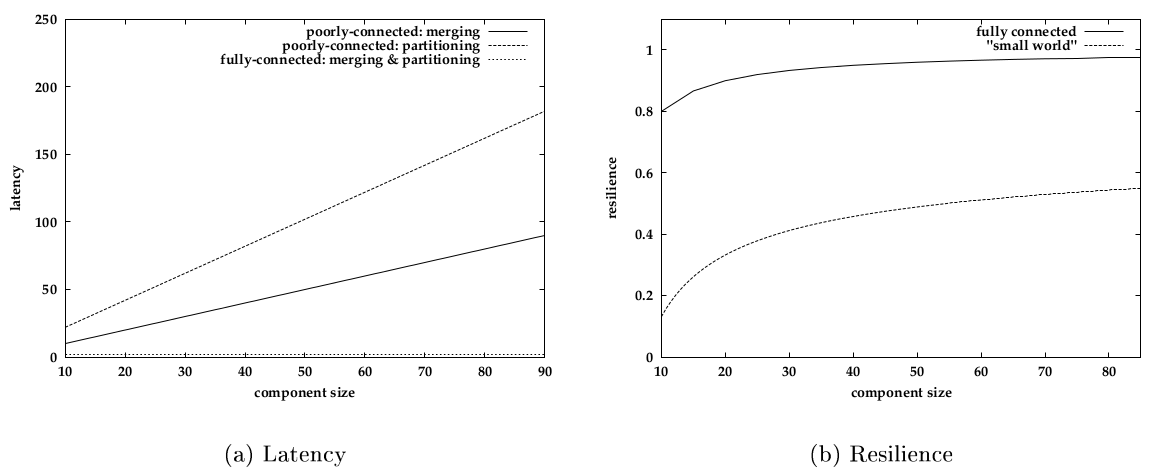 250
200
150
100
50
0
latency
poorly-connected: merging
poorly-connected: partitioning
fully-connected: merging & partitioning
10 20 30 40 50 60 70 80 90
component size
(a) Latency
1
0.8
0.6
0.4
0.2
0
resilience
fully connected
"small world"
10 20 30 40 50 60 70 80
component size
(b) Resilience